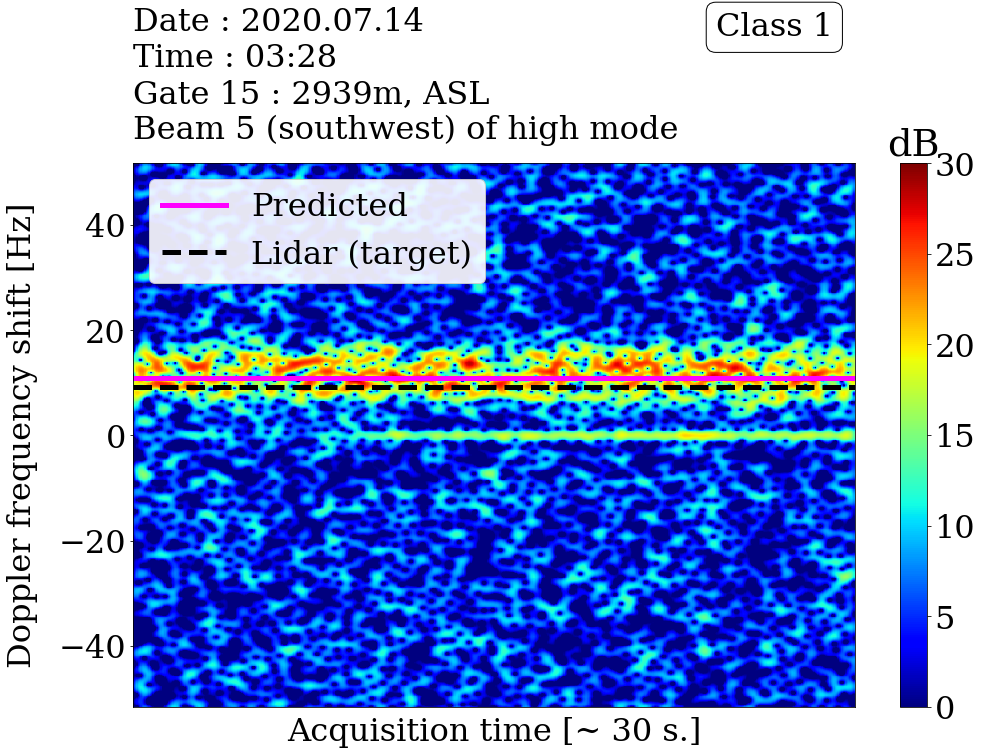 Date : 2020.07.14
Time : 03:28
Gate 15 : 2939m, ASL
Beam 5 (southwest) of high mode
Class 1
dB
Predicted
Lidar (target)
Doppler frequency shift [Hz]
40
20
0
−20
−40
Acquisition time [~ 30 s.]
30
25
20
15
10
5
0